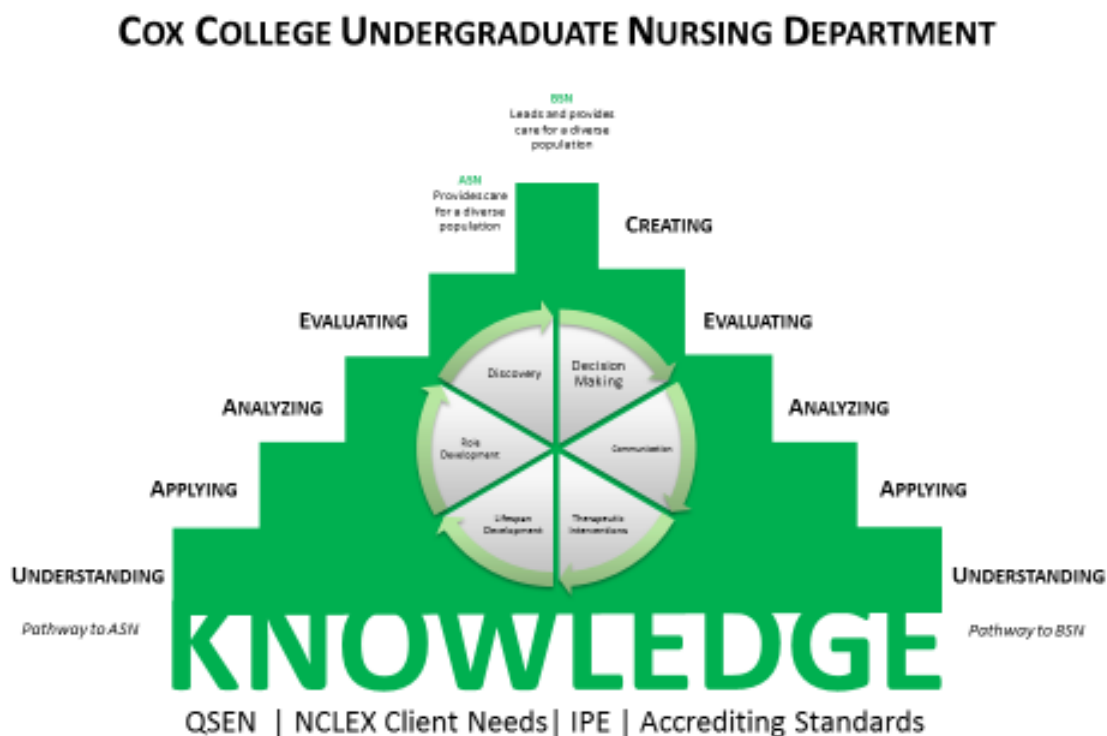 COX COLLEGE UNDERGRADUATE NURSING DEPARTMENT
BSN
Leads and provides
care for a diverse
population
ASN
Provides care
for a diverse
population
CREATING
EVALUATING
EVALUATING
Discovery
Decision
Making
ANALYZING
ANALYZING
Role
Development
Communication
APPLYING
APPLYING
Lifespan
Development
Therapeutic
Interventions
UNDERSTANDING
UNDERSTANDING
Pathway to ASN
Pathway to BSN
KNOWLEDGE
QSEN | NCLEX Client Needs| IPE | Accrediting Standards